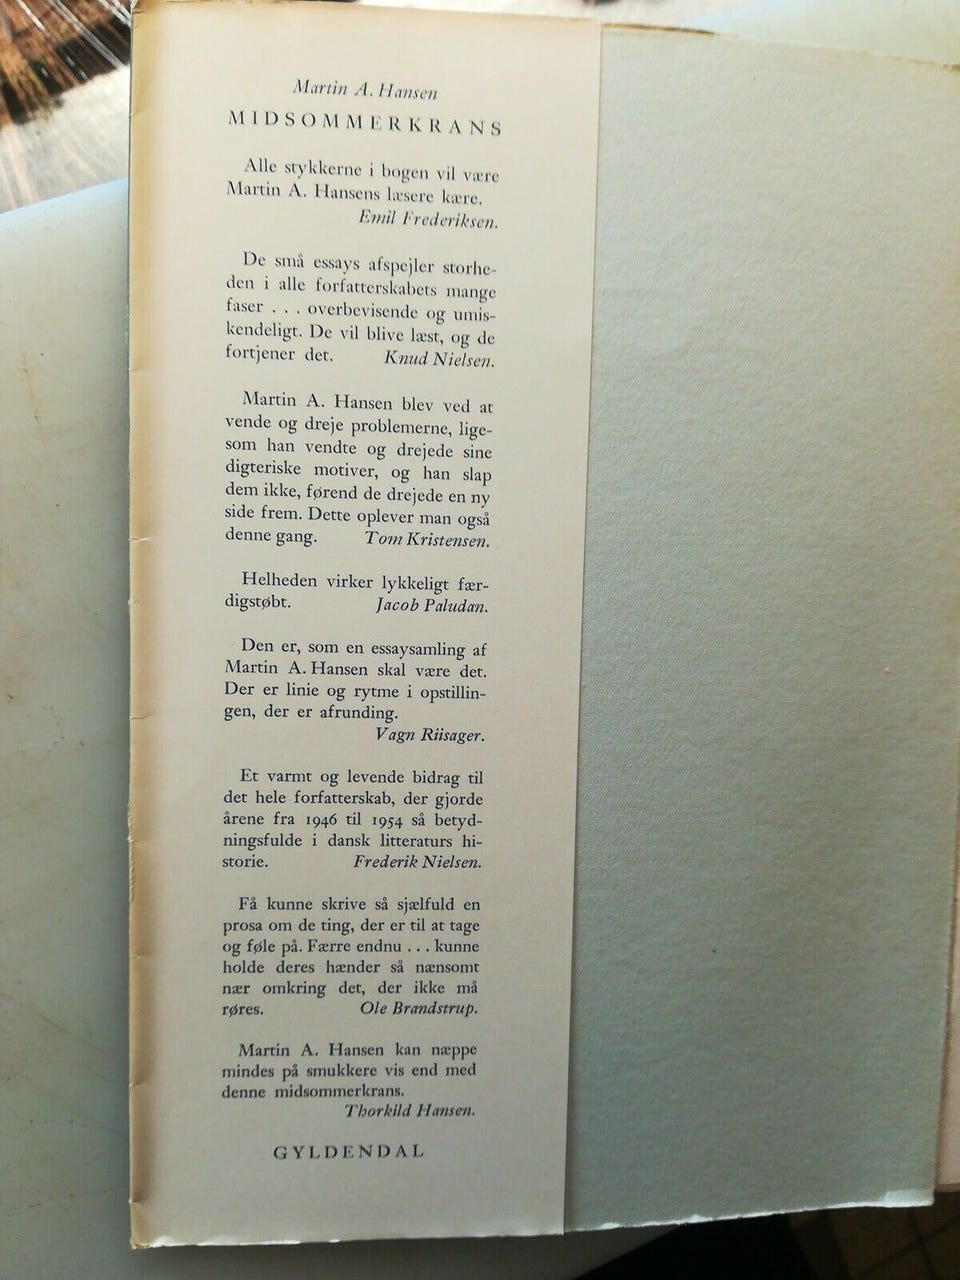 Martin A. Hansen
MIDSOMMERKRANS
Alle stykkerne i bogen vil være
Martin A. Hansens læsere kære.
Emil Frederiksen.
De små essays afspejler storhe-
den i alle forfatterskabets mange
faser . . . overbevisende og umis-
kendeligt. De vil blive læst, og de
fortjener det. Knud Nielsen.
Martin A. Hansen blev ved at
vende og dreje problemerne, lige-
som han vendte og drejede sine
digteriske motiver, og han slap
dem ikke, førend de drejede en ny
side frem. Dette oplever man også
denne gang. Tom Kristensen.
Helheden virker lykkeligt fær-
digstøbt. Jacob Paludan.
Den er, som en essaysamling af
Martin A. Hansen skal være det.
Der er linie og rytme i opstillin-
gen, der er afrunding.
Vagn Riisager.
Et varmt og levende bidrag til
det hele forfatterskab, der gjorde
årene fra 1946 til 1954 så betyd-
ningsfulde i dansk litteraturs hi-
storie. Frederik Nielsen.
Få kunne skrive så sjælfuld en
prosa om de ting, der er til at tage
og føle på. Færre endnu . . . kunne
holde deres hænder så nænsomt
nær omkring det, der ikke må
røres. Ole Brandstrup.
Martin A. Hansen kan næppe
mindes på smukkere vis end med
denne midsommerkrans.
Thorkild Hansen.
GYLDENDAL